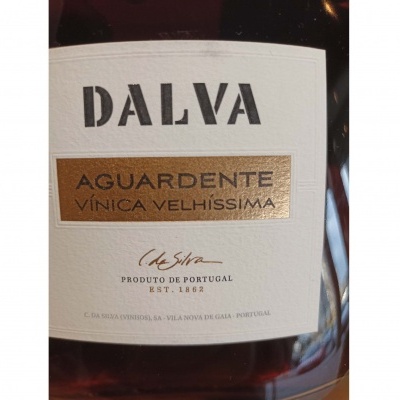 DALVA
AGUARDENTE
VÍNICA VELHÍSSIMA
C. da Silva
PRODUTO DE PORTUGAL
EST. 1862
C. DA SILVA (VINHOS), SA - VILA NOVA DE GAIA - PORTUGAL